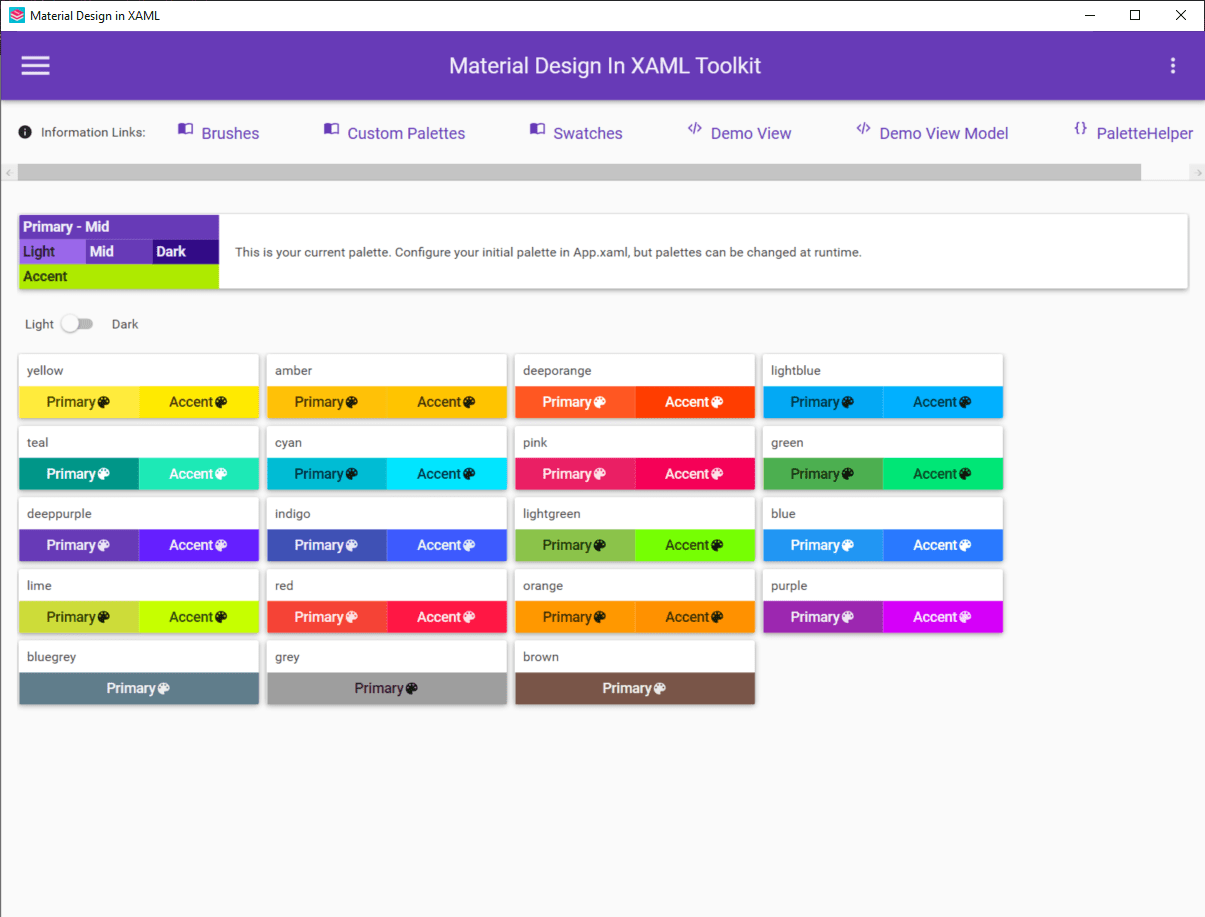 Material Design in XAML
Material Design In XAML Toolkit
Information Links: Brushes Custom Palettes Swatches Demo View Demo View Model PaletteHelper
Primary - Mid
Light Mid Dark
Accent
This is your current palette. Configure your initial palette in App.xaml, but palettes can be changed at runtime.
Light Dark
yellow amber deeporange lightblue
Primary Accent Primary Accent Primary Accent Primary Accent
teal cyan pink green
Primary Accent Primary Accent Primary Accent Primary Accent
deeppurple indigo lightgreen blue
Primary Accent Primary Accent Primary Accent Primary Accent
lime red orange purple
Primary Accent Primary Accent Primary Accent Primary Accent
bluegrey grey brown
Primary Primary Primary